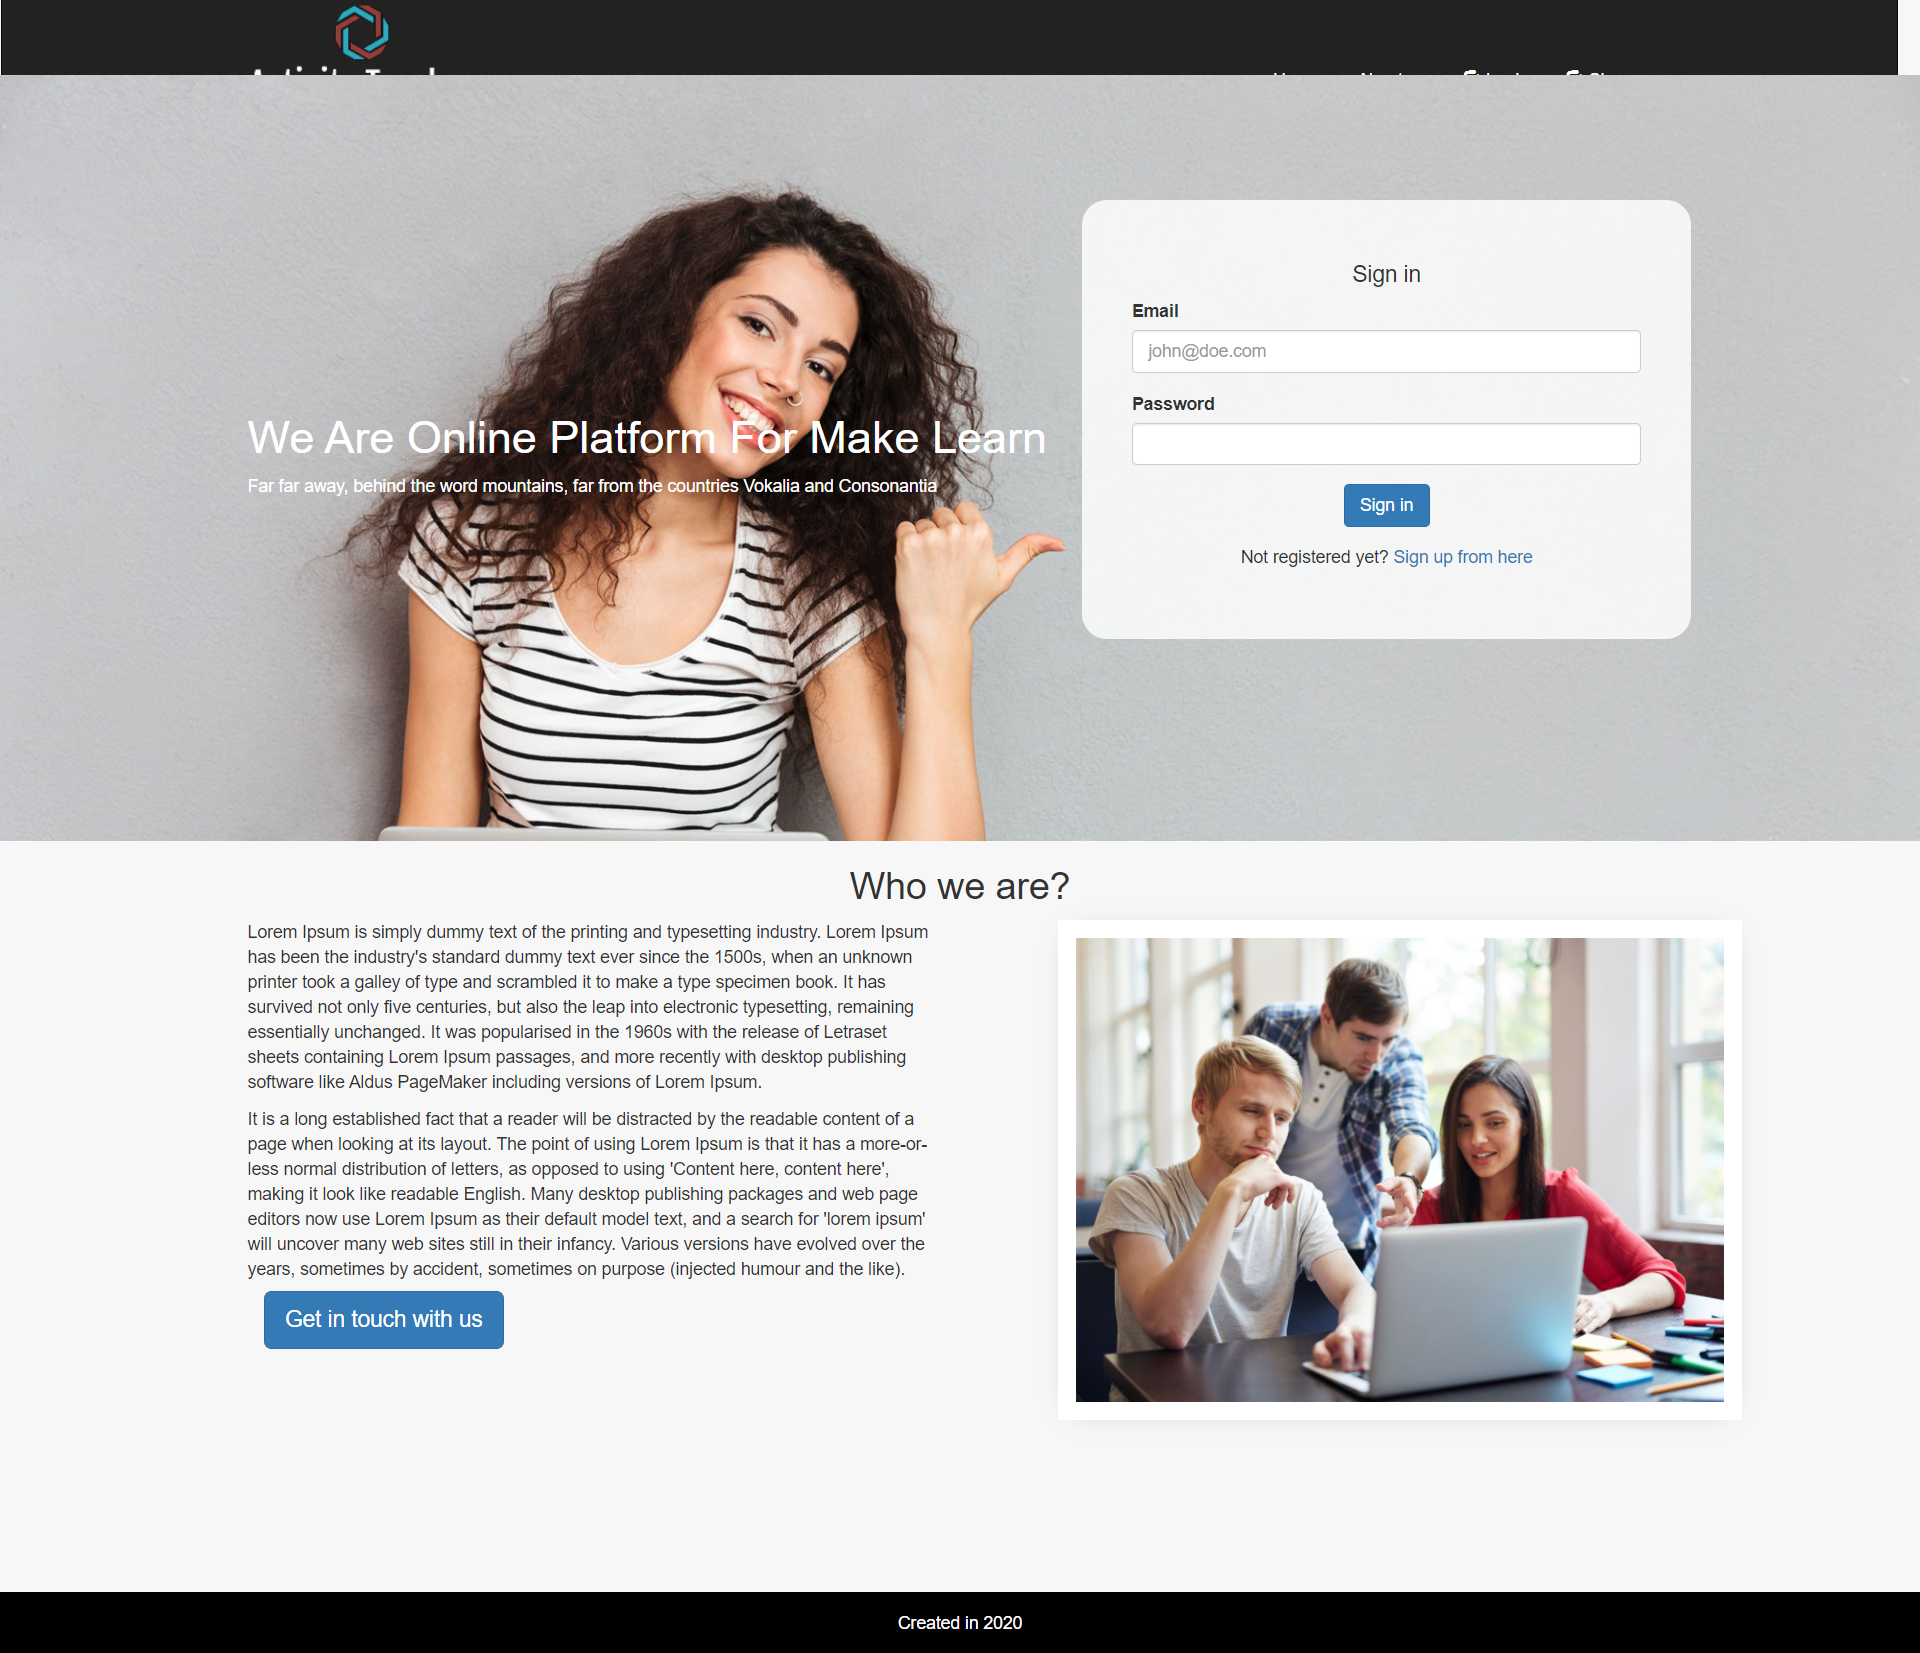 We Are Online Platform For Make Learn
Far far away, behind the word mountains, far from the countries Vokalia and Consonantia
Sign in
Email
john@doe.com
Password
Sign in
Not registered yet? Sign up from here
Who we are?
Lorem Ipsum is simply dummy text of the printing and typesetting industry. Lorem Ipsum
has been the industry's standard dummy text ever since the 1500s, when an unknown
printer took a galley of type and scrambled it to make a type specimen book. It has
survived not only five centuries, but also the leap into electronic typesetting, remaining
essentially unchanged. It was popularised in the 1960s with the release of Letraset
sheets containing Lorem Ipsum passages, and more recently with desktop publishing
software like Aldus PageMaker including versions of Lorem Ipsum.
It is a long established fact that a reader will be distracted by the readable content of a
page when looking at its layout. The point of using Lorem Ipsum is that it has a more-or-
less normal distribution of letters, as opposed to using 'Content here, content here',
making it look like readable English. Many desktop publishing packages and web page
editors now use Lorem Ipsum as their default model text, and a search for 'lorem ipsum'
will uncover many web sites still in their infancy. Various versions have evolved over the
years, sometimes by accident, sometimes on purpose (injected humour and the like).
Get in touch with us
Created in 2020